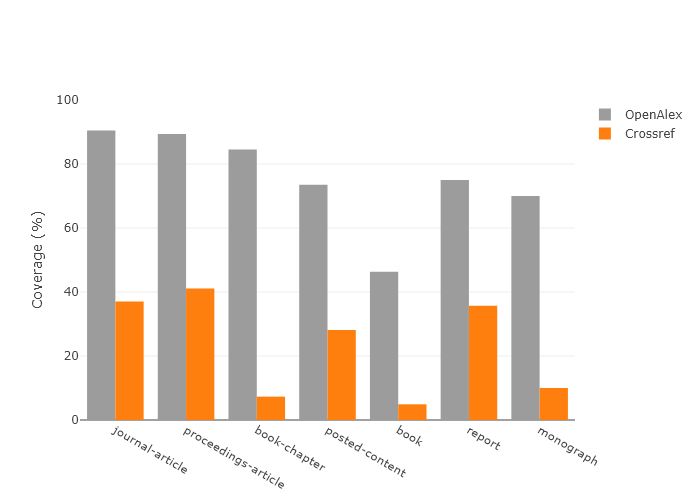 100
80
60
40
20
0
Coverage (%)
journal-article
proceedings-article
book-chapter
posted-content
book
report
monograph
OpenAlex
Crossref